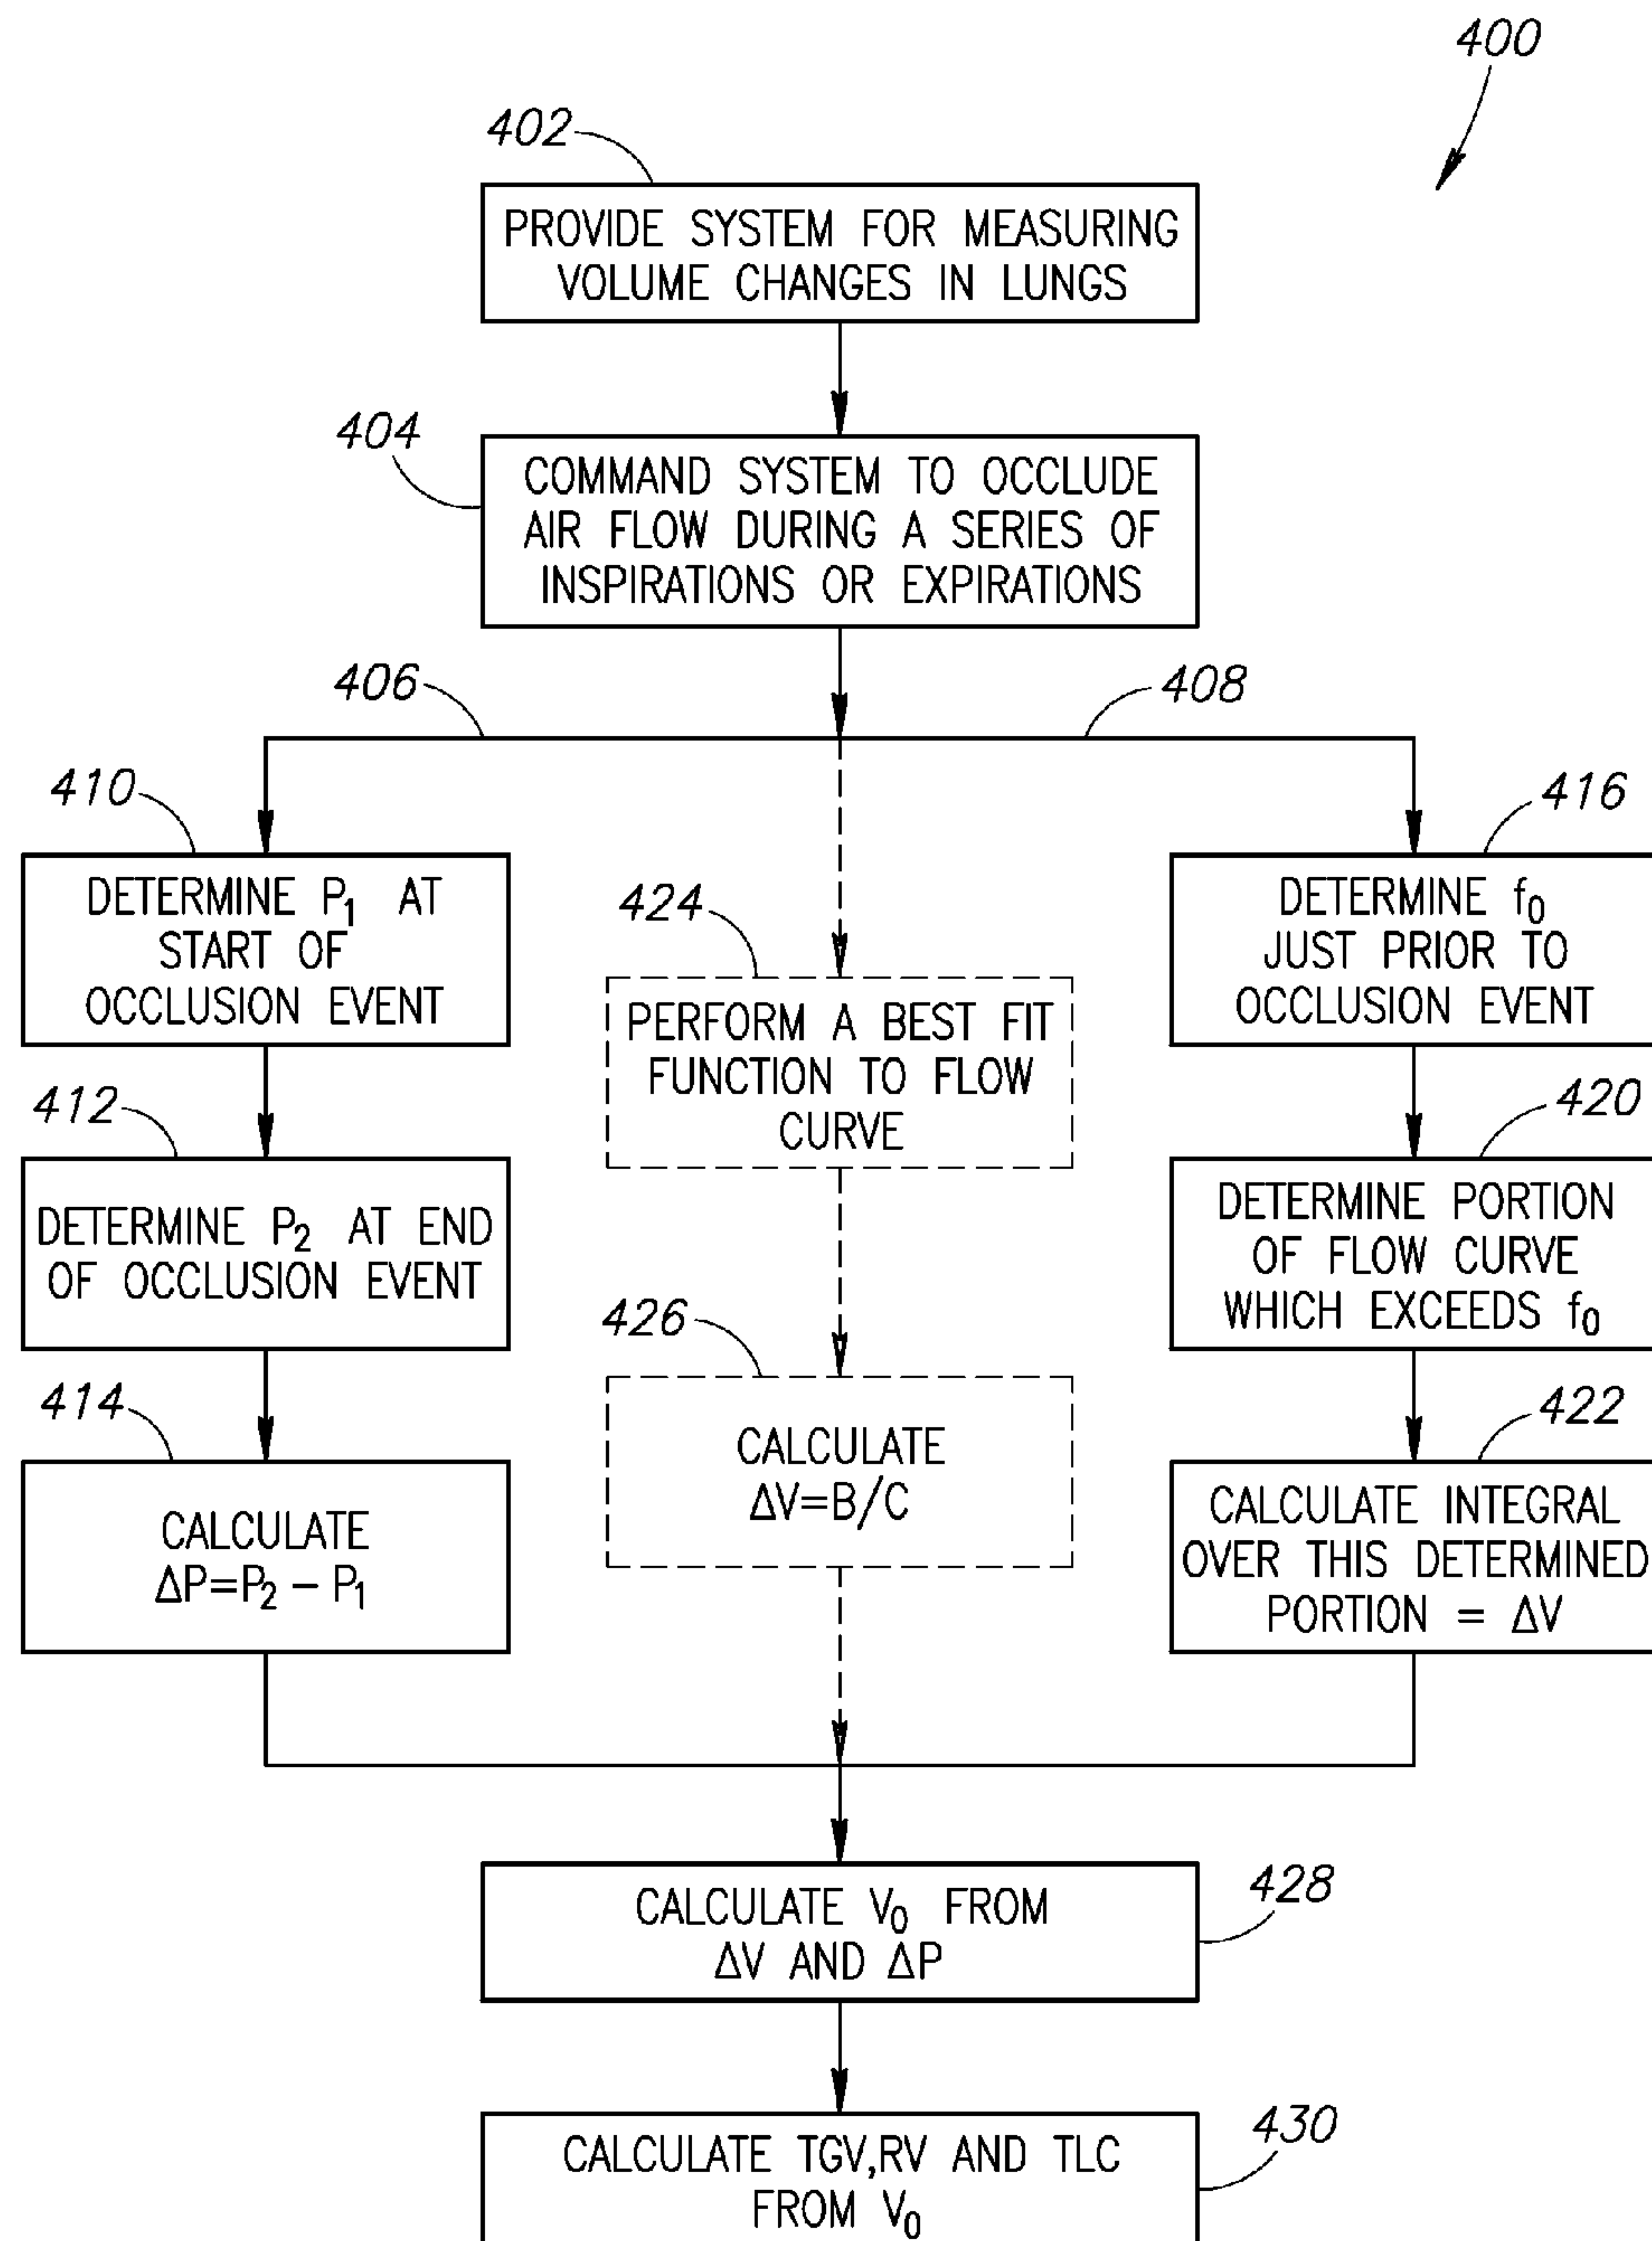 400
402
PROVIDE SYSTEM FOR MEASURING
VOLUME CHANGES IN LUNGS
404
COMMAND SYSTEM TO OCCLUDE
AIR FLOW DURING A SERIES OF
INSPIRATIONS OR EXPIRATIONS
406
408
410
DETERMINE P₁ AT
START OF
OCCLUSION EVENT
412
DETERMINE P₂ AT END
OF OCCLUSION EVENT
414
CALCULATE
ΔP=P₂ – P₁
424
PERFORM A BEST FIT
FUNCTION TO FLOW
CURVE
426
CALCULATE
ΔV=B/C
416
DETERMINE f₀
JUST PRIOR TO
OCCLUSION EVENT
420
DETERMINE PORTION
OF FLOW CURVE
WHICH EXCEEDS f₀
422
CALCULATE INTEGRAL
OVER THIS DETERMINED
PORTION = ΔV
CALCULATE V₀ FROM
ΔV AND ΔP
428
CALCULATE TGV,RV AND TLC
FROM V₀
430